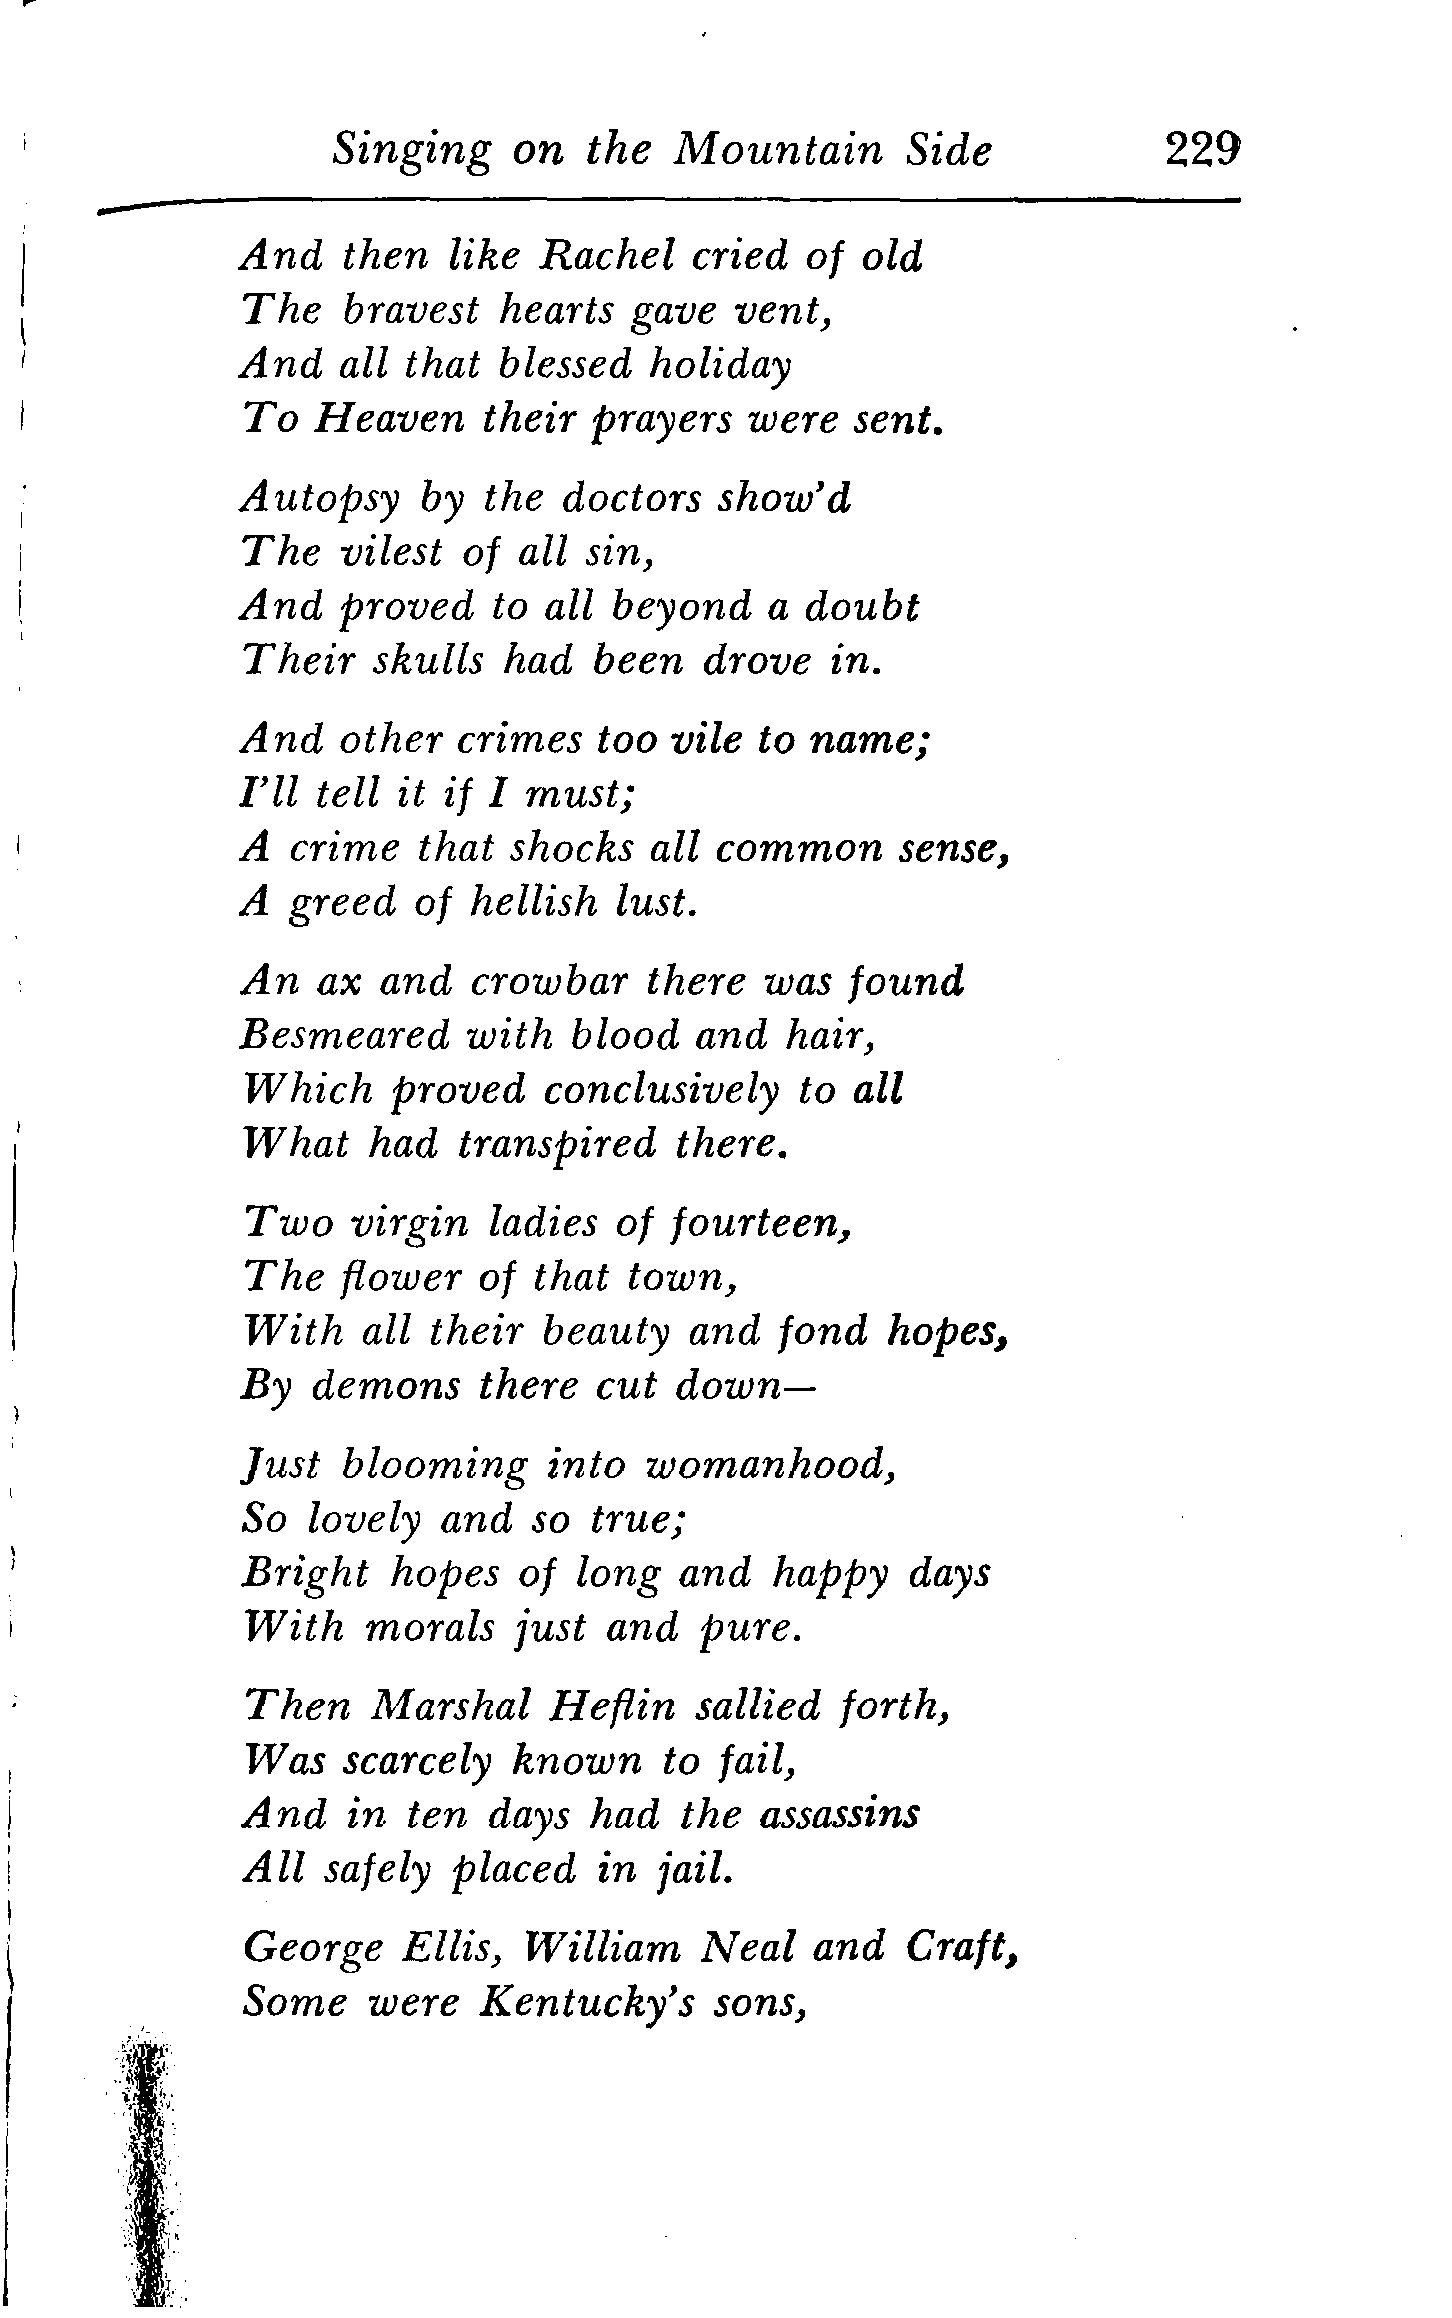 Singing on the Mountain Side 229
And then like Rachel cried of old
The bravest hearts gave vent,
And all that blessed holiday
To Heaven their prayers were sent.
Autopsy by the doctors show'd
The vilest of all sin,
And proved to all beyond a doubt
Their skulls had been drove in.
And other crimes too vile to name;
I'll tell it if I must;
A crime that shocks all common sense,
A greed of hellish lust.
An ax and crowbar there was found
Besmeared with blood and hair,
Which proved conclusively to all
What had transpired there.
Two virgin ladies of fourteen,
The flower of that town,
With all their beauty and fond hopes,
By demons there cut down—
Just blooming into womanhood,
So lovely and so true;
Bright hopes of long and happy days
With morals just and pure.
Then Marshal Heflin sallied forth,
Was scarcely known to fail,
And in ten days had the assassins
All safely placed in jail.
George Ellis, William Neal and Craft,
Some were Kentucky's sons,